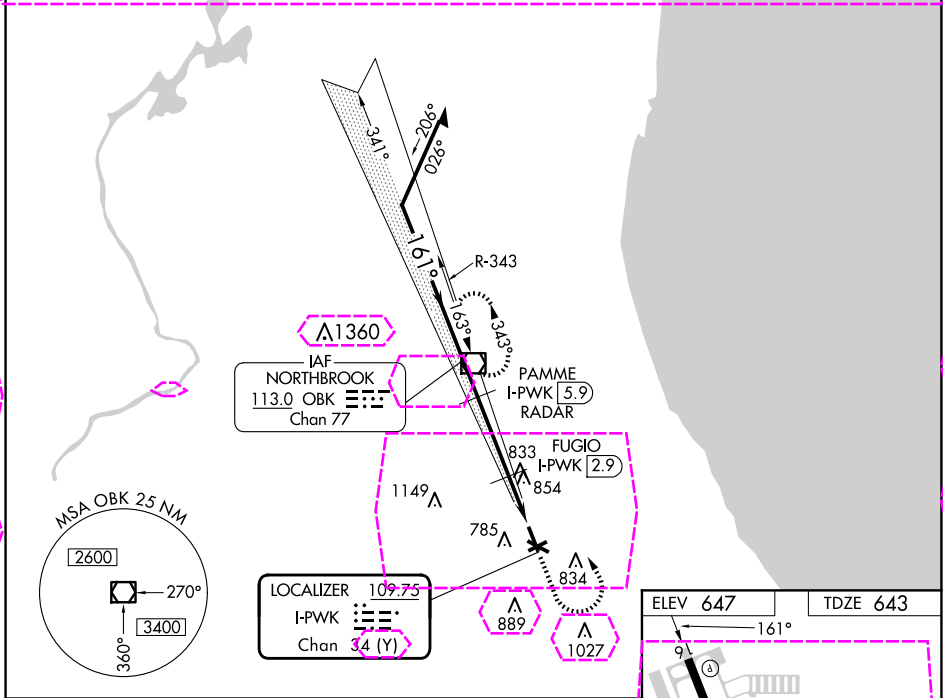 341°
206°
026°
161°
R-343
163°
343°
1360
IAF
NORTHBROOK
113.0 OBK
Chan 77
PAMME
I-PWK 5.9
RADAR
FUGIO
I-PWK 2.9
833
854
1149
785
834
889
1027
MSA OBK 25 NM
2600
270°
3400
360°
LOCALIZER 109.75
I-PWK
Chan 34 (Y)
ELEV 647
TDZE 643
161°
16